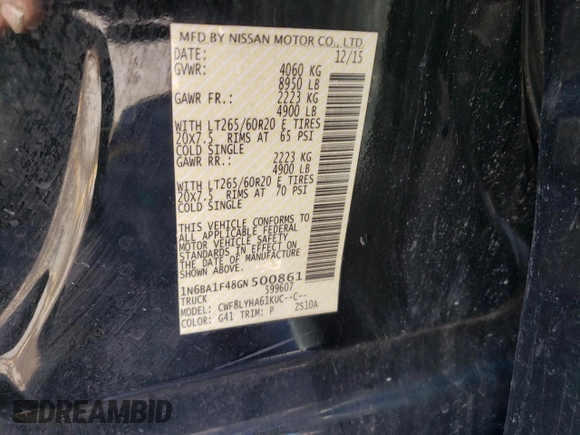 MFD BY NISSAN MOTOR CO., LTD
DATE: 12/15
GVWR: 4060 KG
8950 LB
GAWR FR.: 2223 KG
4900 LB
WITH LT265/60R20 E TIRES
20X7.5 RIMS AT 65 PSI
COLD SINGLE
GAWR RR.: 2223 KG
4900 LB
WITH LT265/60R20 E TIRES
20X7.5 RIMS AT 70 PSI
COLD SINGLE
THIS VEHICLE CONFORMS TO
ALL APPLICABLE FEDERAL
MOTOR VEHICLE SAFETY
STANDARDS IN EFFECT
ON THE DATE OF
MANUFACTURE SHOWN ABOVE.
1N6BA1F48GN500861
TRUCK 599607
MODEL: CWF8LYHA61KUC--C--
COLOR: G41 TRIM: P ZS10A
DREAMBID